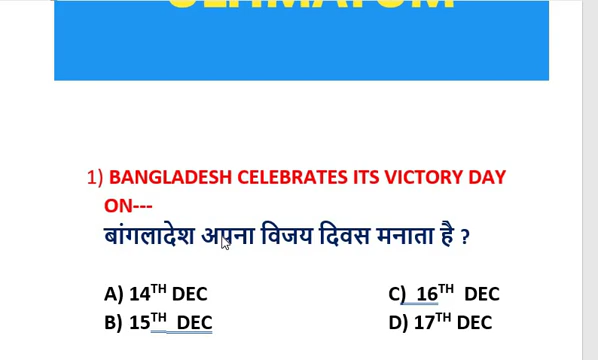 1) BANGLADESH CELEBRATES ITS VICTORY DAY
ON---
बांगलादेश अपना विजय दिवस मनाता है ?
A) 14TH DEC
C) 16TH DEC
B) 15TH DEC
D) 17TH DEC